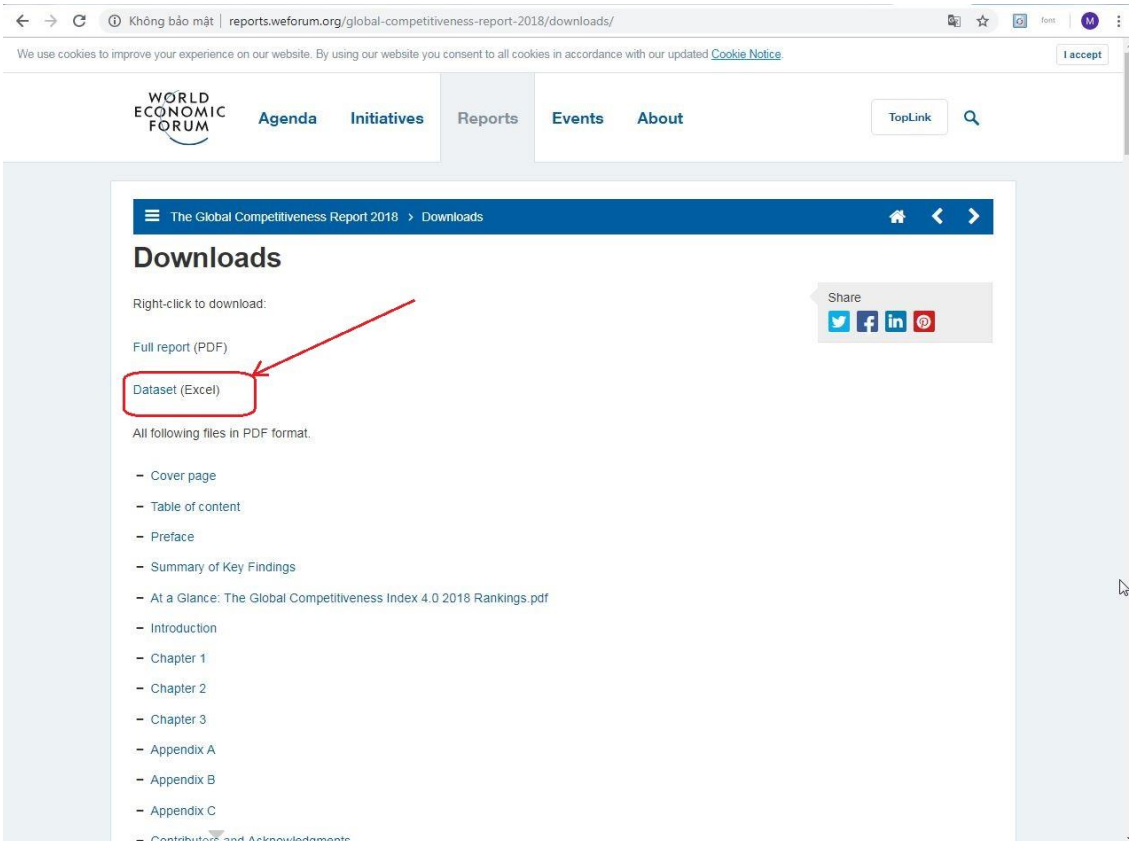 Không bảo mật | reports.weforum.org/global-competitiveness-report-2018/downloads/
font
M
We use cookies to improve your experience on our website. By using our website you consent to all cookies in accordance with our updated Cookie Notice.
I accept
WORLD
ECONOMIC
FORUM
Agenda Initiatives Reports Events About
TopLink
The Global Competitiveness Report 2018 > Downloads
Downloads
Right-click to download:
Share
Full report (PDF)
Dataset (Excel)
All following files in PDF format.
– Cover page
– Table of content
– Preface
– Summary of Key Findings
– At a Glance: The Global Competitiveness Index 4.0 2018 Rankings.pdf
– Introduction
– Chapter 1
– Chapter 2
– Chapter 3
– Appendix A
– Appendix B
– Appendix C
– Contributors and Acknowledgments